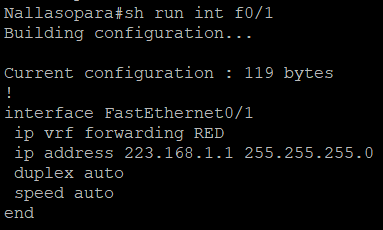 Nallasopara#sh run int f0/1
Building configuration...
Current configuration : 119 bytes
!
interface FastEthernet0/1
ip vrf forwarding RED
ip address 223.168.1.1 255.255.255.0
duplex auto
speed auto
end